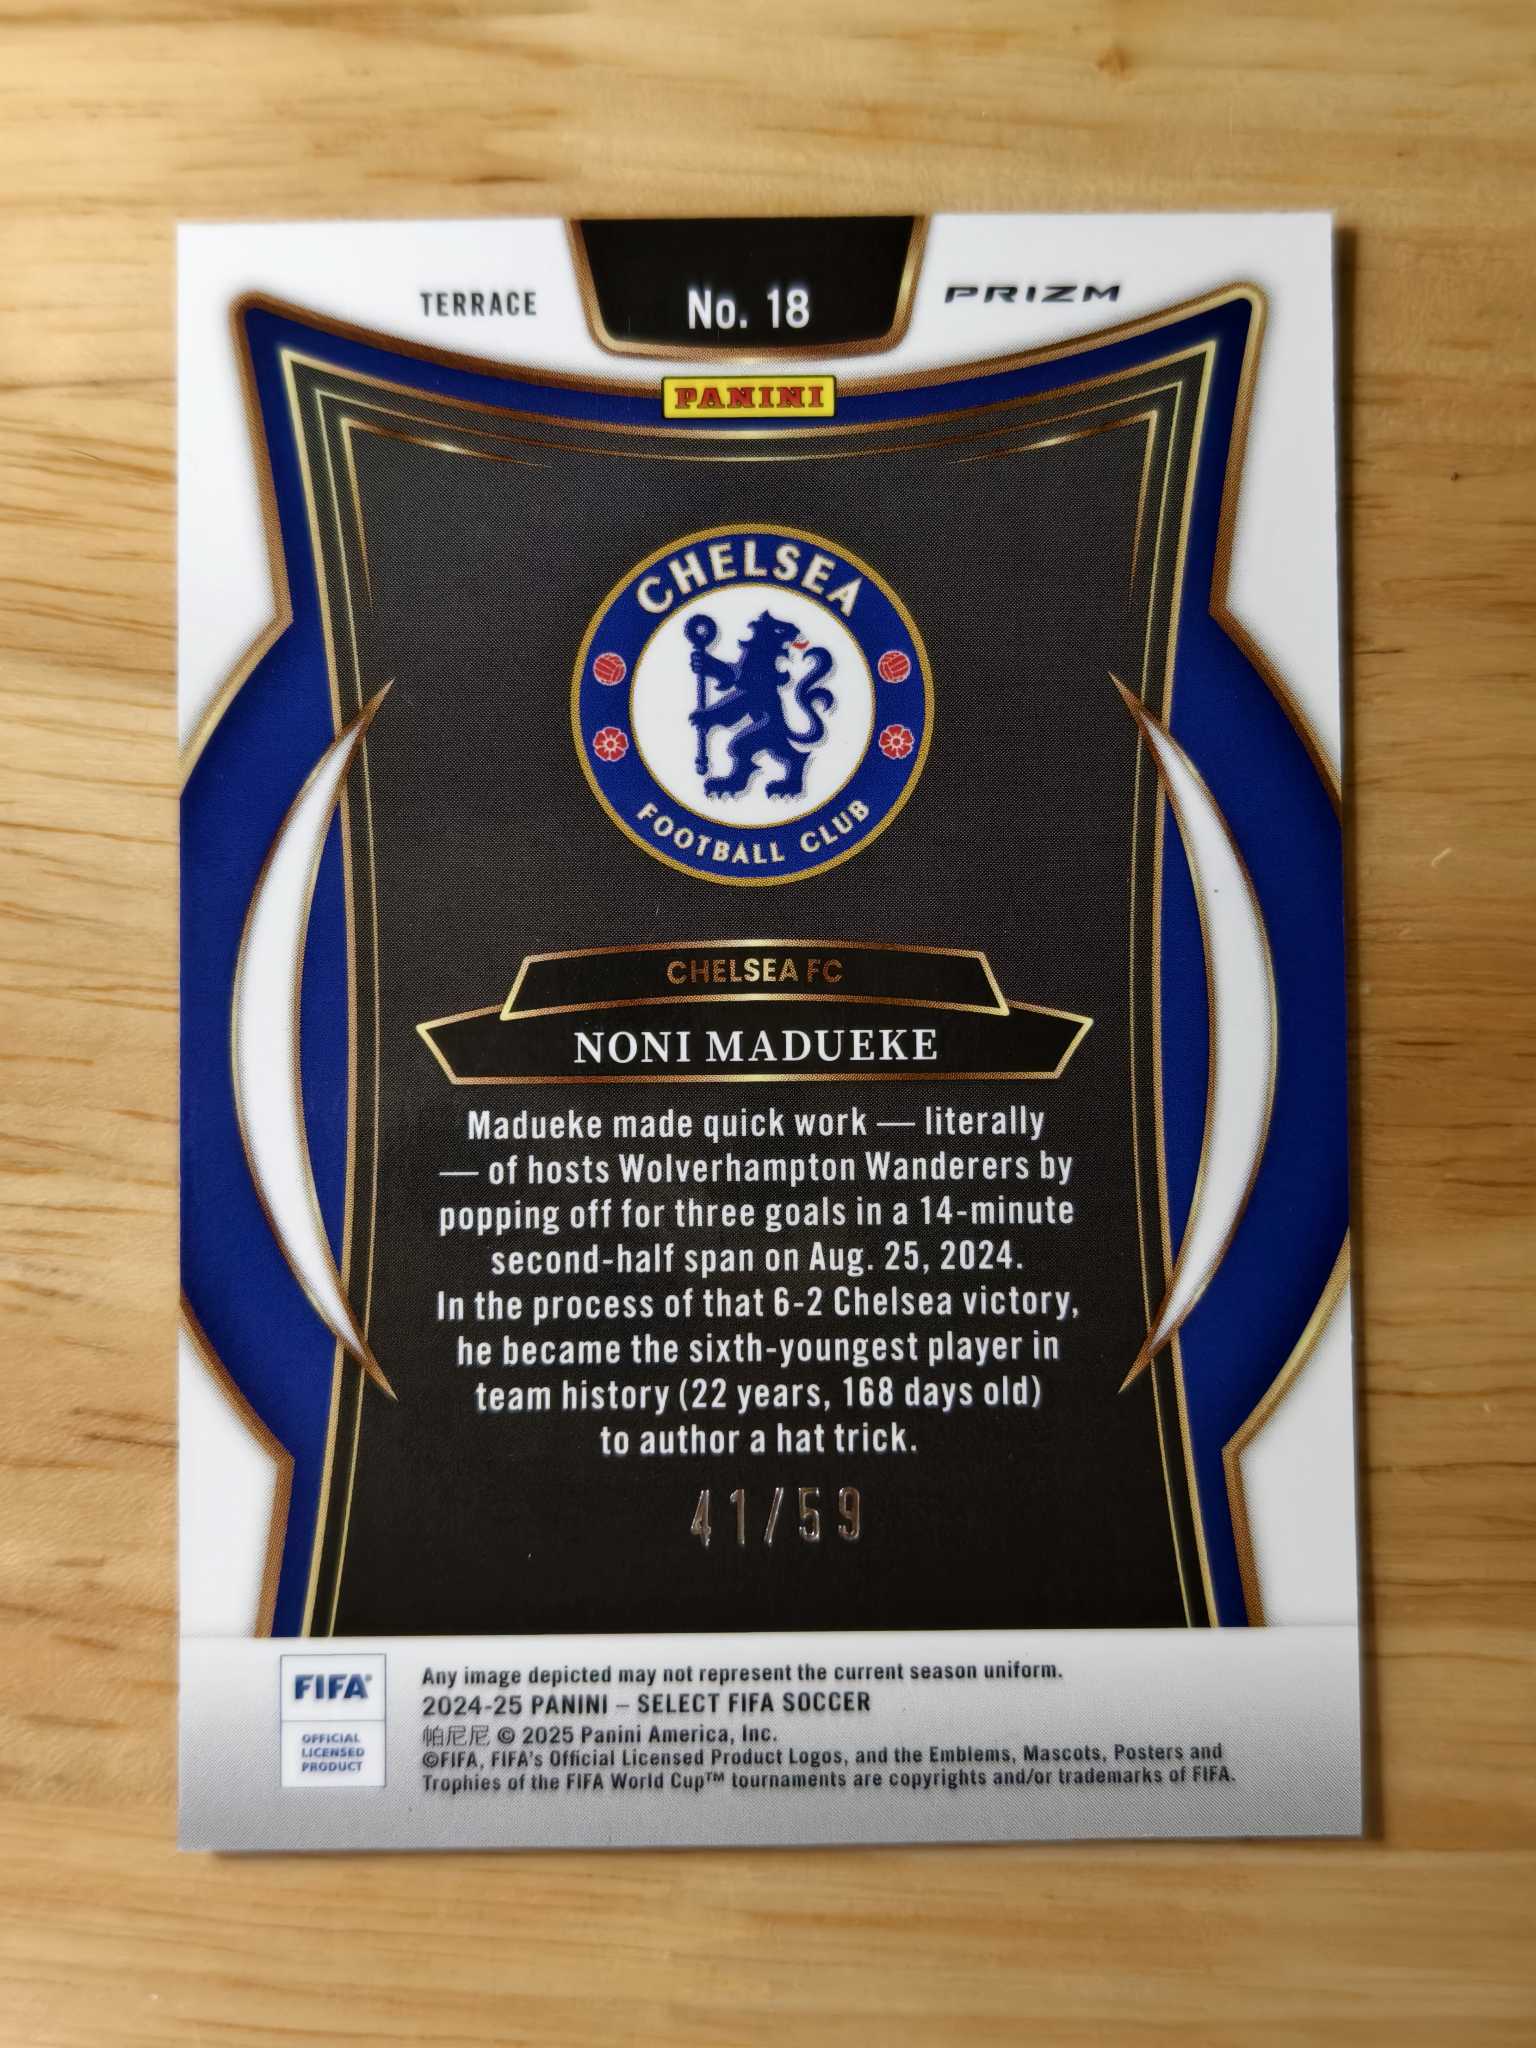 TERRACE
No. 18
PRIZM
PANINI
CHELSEA
FOOTBALL CLUB
CHELSEA FC
NONI MADUEKE
Madueke made quick work — literally
— of hosts Wolverhampton Wanderers by
popping off for three goals in a 14-minute
second-half span on Aug. 25, 2024.
In the process of that 6-2 Chelsea victory,
he became the sixth-youngest player in
team history (22 years, 168 days old)
to author a hat trick.
41/59
FIFA®
OFFICIAL
LICENSED
PRODUCT
Any image depicted may not represent the current season uniform.
2024-25 PANINI – SELECT FIFA SOCCER
帕尼尼 © 2025 Panini America, Inc.
©FIFA, FIFA's Official Licensed Product Logos, and the Emblems, Mascots, Posters and
Trophies of the FIFA World Cup™ tournaments are copyrights and/or trademarks of FIFA.